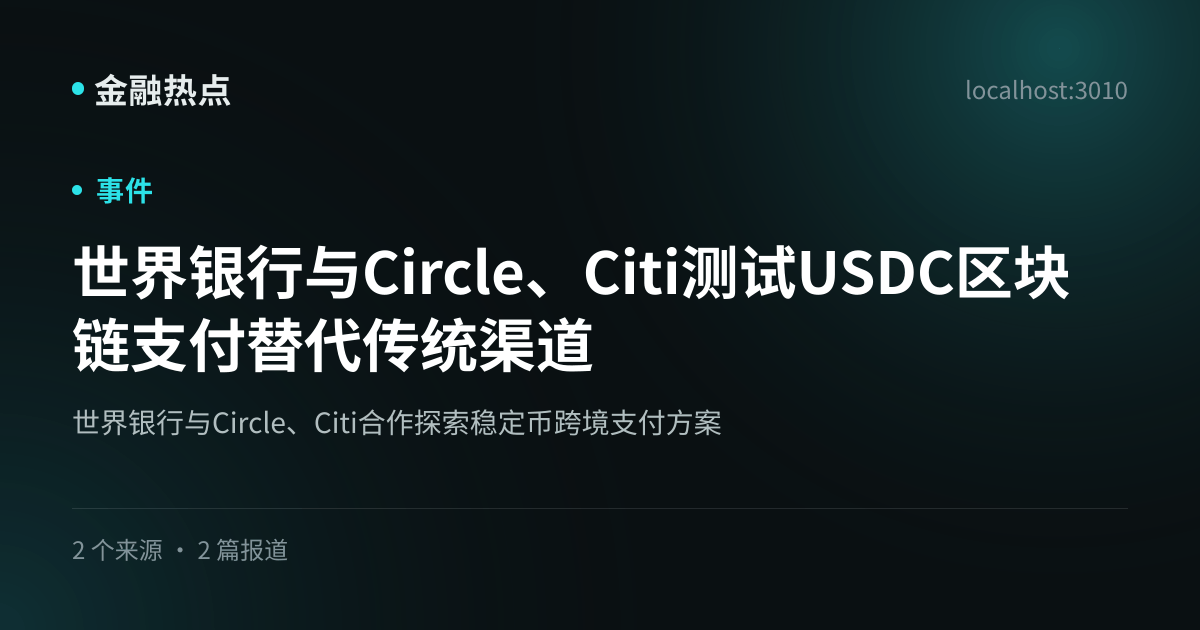 金融热点
localhost:3010
事件
世界银行与Circle、Citi测试USDC区块
链支付替代传统渠道
世界银行与Circle、Citi合作探索稳定币跨境支付方案
2 个来源 · 2 篇报道